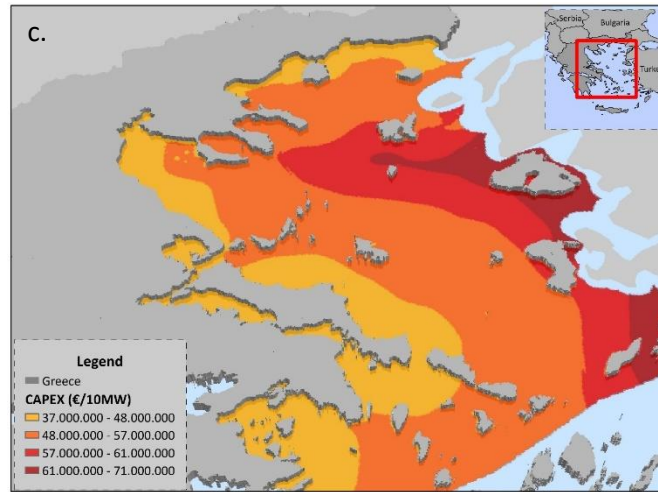 c.
Serbia
Bulgaria
Legend
Greece
CAPEX (€/10MW)
37.000.000 - 48.000.000
48.000.000 - 57.000.000
57.000.000 - 61.000.000
61.000.000 - 71.000.000